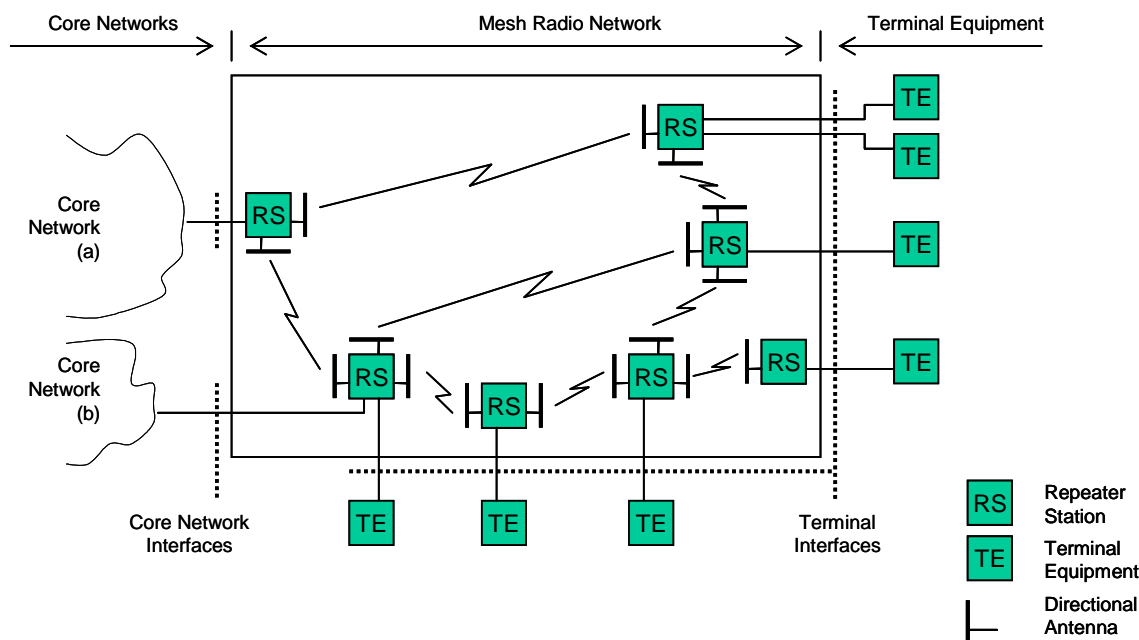 Core Networks
Mesh Radio Network
Terminal Equipment
TE
RS
TE
Core
Network
(a)
RS
RS
TE
Core
Network
(b)
RS
RS
RS
RS
TE
Core Network
Interfaces
TE
TE
TE
Terminal
Interfaces
RS
Repeater
Station
TE
Terminal
Equipment
Directional
Antenna